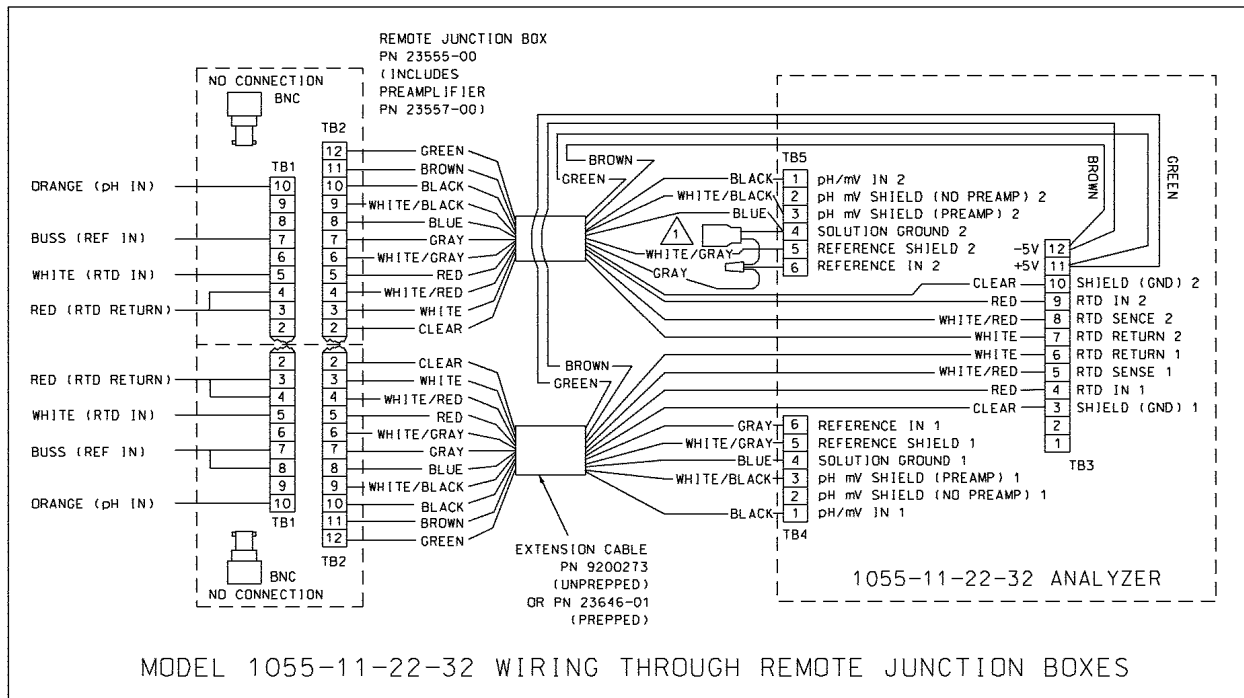 REMOTE JUNCTION BOX
PN 23555-00
(INCLUDES
PREAMPLIFIER
PN 23557-00)
NO CONNECTION
BNC
TB2
TB1
12
11
10
9
8
7
6
5
4
3
2
10
9
8
7
6
5
4
3
2
ORANGE (pH IN)
BUSS (REF IN)
WHITE (RTD IN)
RED (RTD RETURN)
GREEN
BROWN
BLACK
WHITE/BLACK
BLUE
GRAY
WHITE/GRAY
RED
WHITE/RED
WHITE
CLEAR
2
3
4
5
6
7
8
9
10
TB1
2
3
4
5
6
7
8
9
10
11
12
TB2
RED (RTD RETURN)
WHITE (RTD IN)
BUSS (REF IN)
ORANGE (pH IN)
BNC
NO CONNECTION
CLEAR
WHITE
WHITE/RED
RED
WHITE/GRAY
GRAY
BLUE
WHITE/BLACK
BLACK
BROWN
GREEN
EXTENSION CABLE
PN 9200273
(UNPREPPED)
OR PN 23646-01
(PREPPED)
BROWN
GREEN
BROWN
GREEN
BROWN
GREEN
TB5
BLACK 1 pH/mV IN 2
WHITE/BLACK 2 pH mV SHIELD (NO PREAMP) 2
BLUE 3 pH mV SHIELD (PREAMP) 2
1
4 SOLUTION GROUND 2
WHITE/GRAY 5 REFERENCE SHIELD 2
GRAY 6 REFERENCE IN 2
-5V 12
+5V 11
CLEAR 10 SHIELD (GND) 2
RED 9 RTD IN 2
WHITE/RED 8 RTD SENCE 2
WHITE 7 RTD RETURN 2
WHITE 6 RTD RETURN 1
WHITE/RED 5 RTD SENSE 1
RED 4 RTD IN 1
CLEAR 3 SHIELD (GND) 1
2
1
TB3
GRAY 6 REFERENCE IN 1
WHITE/GRAY 5 REFERENCE SHIELD 1
BLUE 4 SOLUTION GROUND 1
WHITE/BLACK 3 pH mV SHIELD (PREAMP) 1
2 pH mV SHIELD (NO PREAMP) 1
BLACK 1 pH/mV IN 1
TB4
1055-11-22-32 ANALYZER
MODEL 1055-11-22-32 WIRING THROUGH REMOTE JUNCTION BOXES